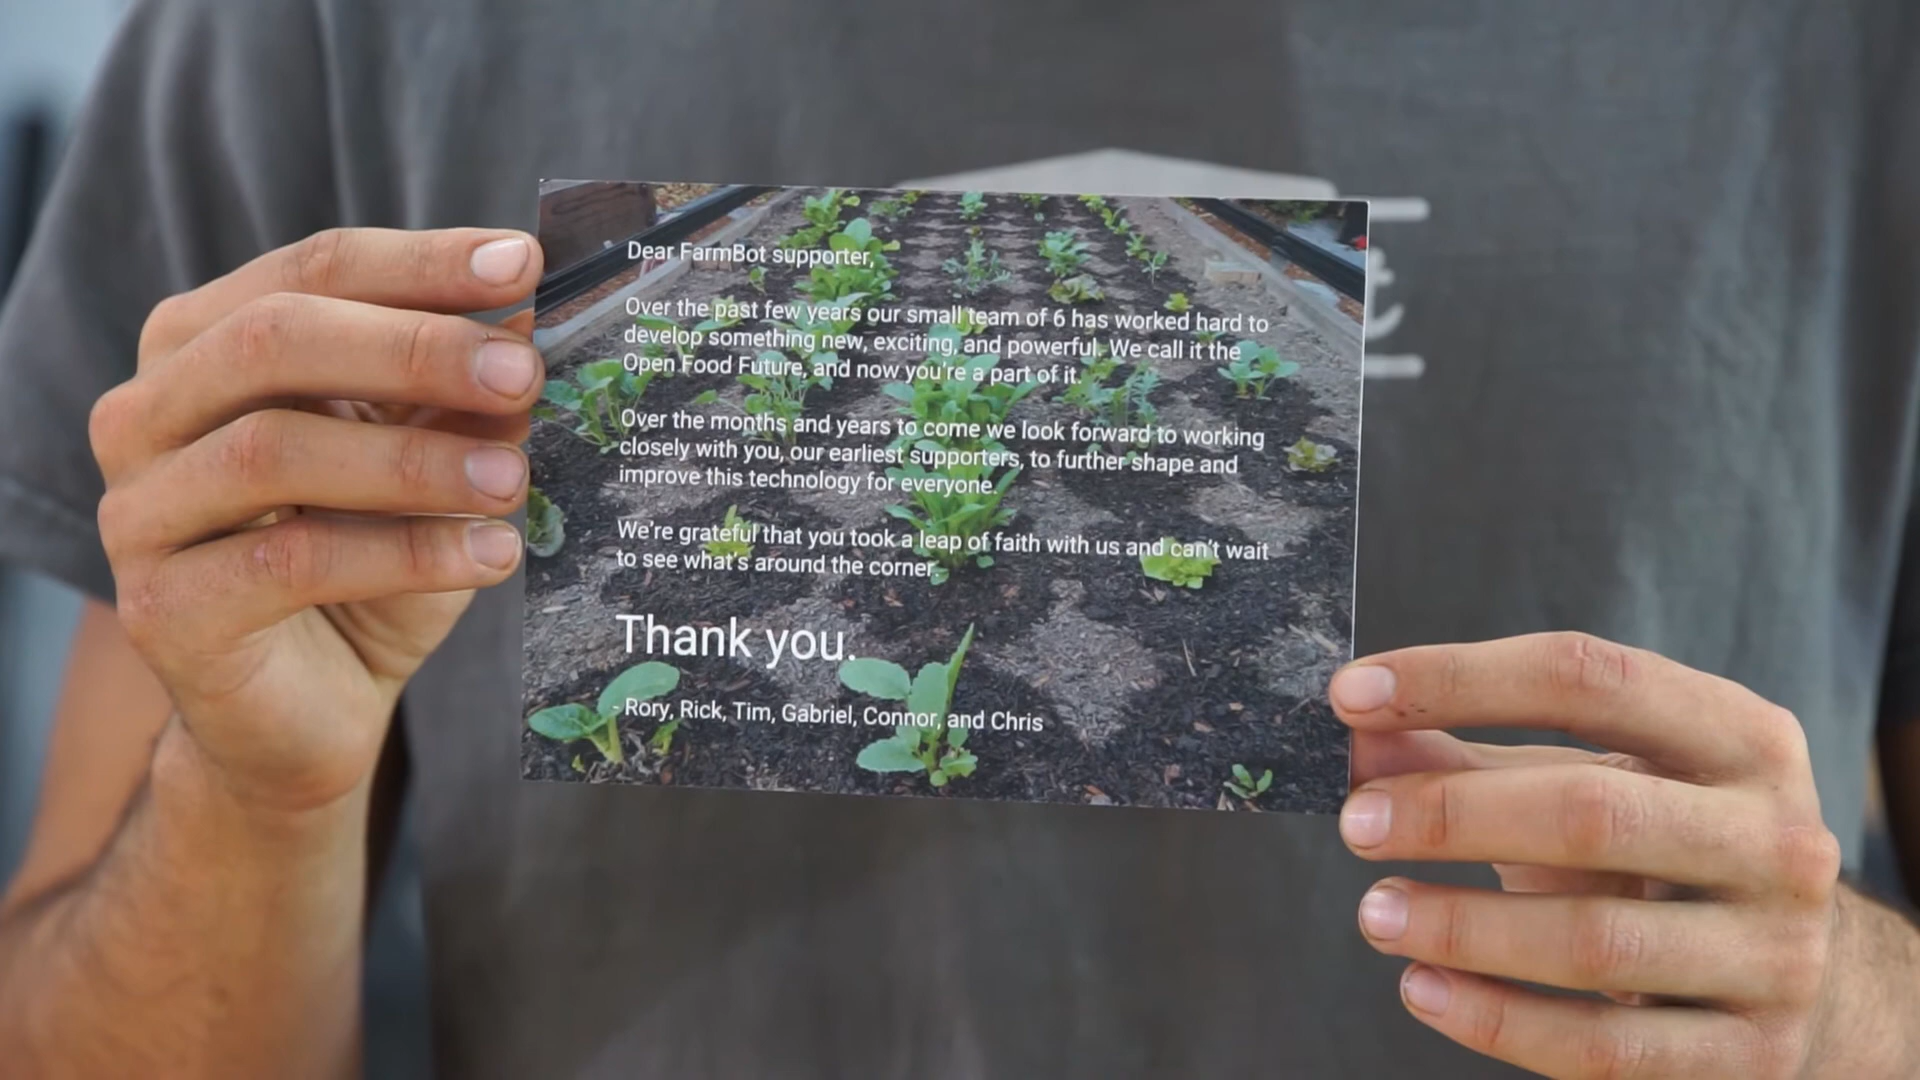 Dear FarmBot supporter,
Over the past few years our small team of 6 has worked hard to
develop something new, exciting, and powerful. We call it the
Open Food Future, and now you're a part of it.
Over the months and years to come we look forward to working
closely with you, our earliest supporters, to further shape and
improve this technology for everyone.
We're grateful that you took a leap of faith with us and can't wait
to see what's around the corner.
Thank you.
- Rory, Rick, Tim, Gabriel, Connor, and Chris
t